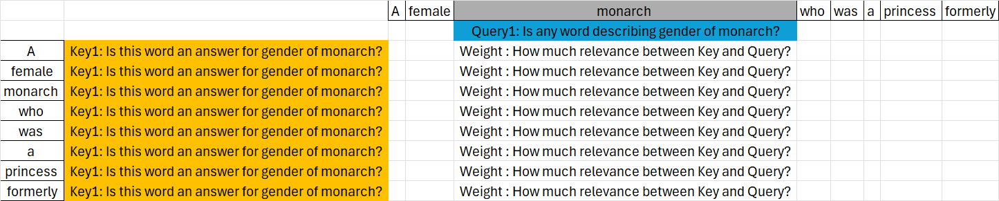 A female monarch who was a princess formerly
Query1: Is any word describing gender of monarch?
A Key1: Is this word an answer for gender of monarch? Weight : How much relevance between Key and Query?
female Key1: Is this word an answer for gender of monarch? Weight : How much relevance between Key and Query?
monarch Key1: Is this word an answer for gender of monarch? Weight : How much relevance between Key and Query?
who Key1: Is this word an answer for gender of monarch? Weight : How much relevance between Key and Query?
was Key1: Is this word an answer for gender of monarch? Weight : How much relevance between Key and Query?
a Key1: Is this word an answer for gender of monarch? Weight : How much relevance between Key and Query?
princess Key1: Is this word an answer for gender of monarch? Weight : How much relevance between Key and Query?
formerly Key1: Is this word an answer for gender of monarch? Weight : How much relevance between Key and Query?